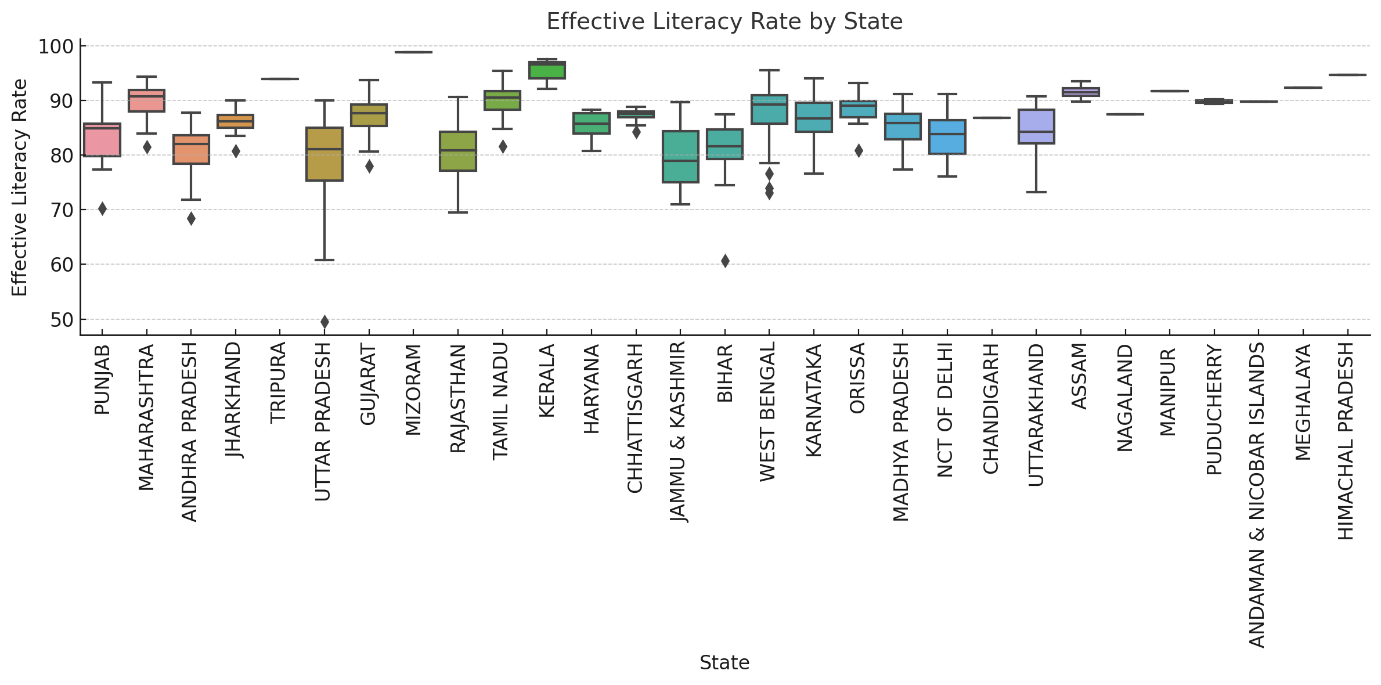 Effective Literacy Rate by State
Effective Literacy Rate
100
90
80
70
60
50
PUNJAB
MAHARASHTRA
ANDHRA PRADESH
JHARKHAND
TRIPURA
UTTAR PRADESH
GUJARAT
MIZORAM
RAJASTHAN
TAMIL NADU
KERALA
HARYANA
CHHATTISGARH
JAMMU & KASHMIR
BIHAR
WEST BENGAL
KARNATAKA
ORISSA
MADHYA PRADESH
NCT OF DELHI
CHANDIGARH
UTTARAKHAND
ASSAM
NAGALAND
MANIPUR
PUDUCHERRY
ANDAMAN & NICOBAR ISLANDS
MEGHALAYA
HIMACHAL PRADESH
State